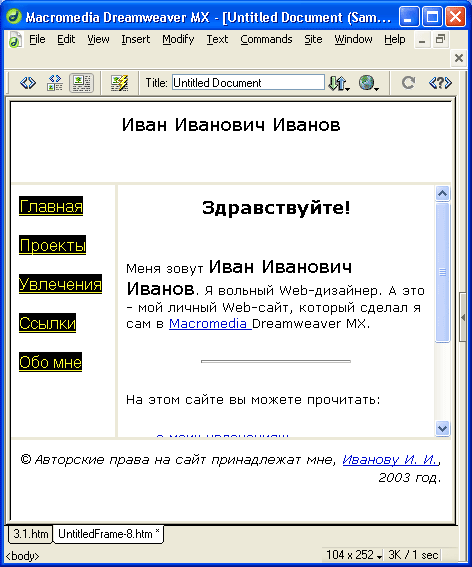 Macromedia Dreamweaver MX - [Untitled Document (Sam...
File Edit View Insert Modify Text Commands Site Window Help
Title: Untitled Document
Иван Иванович Иванов
Главная
Проекты
Увлечения
Ссылки
Обо мне
Здравствуйте!
Меня зовут Иван Иванович
Иванов. Я вольный Web-дизайнер. А это
- мой личный Web-сайт, который сделал я
сам в Macromedia Dreamweaver MX.
На этом сайте вы можете прочитать:
о моих увлечениях;
© Авторские права на сайт принадлежат мне, Иванову И. И.,
2003 год.
3.1.htm UntitledFrame-8.htm *
<body> 104 x 252 3K / 1 sec